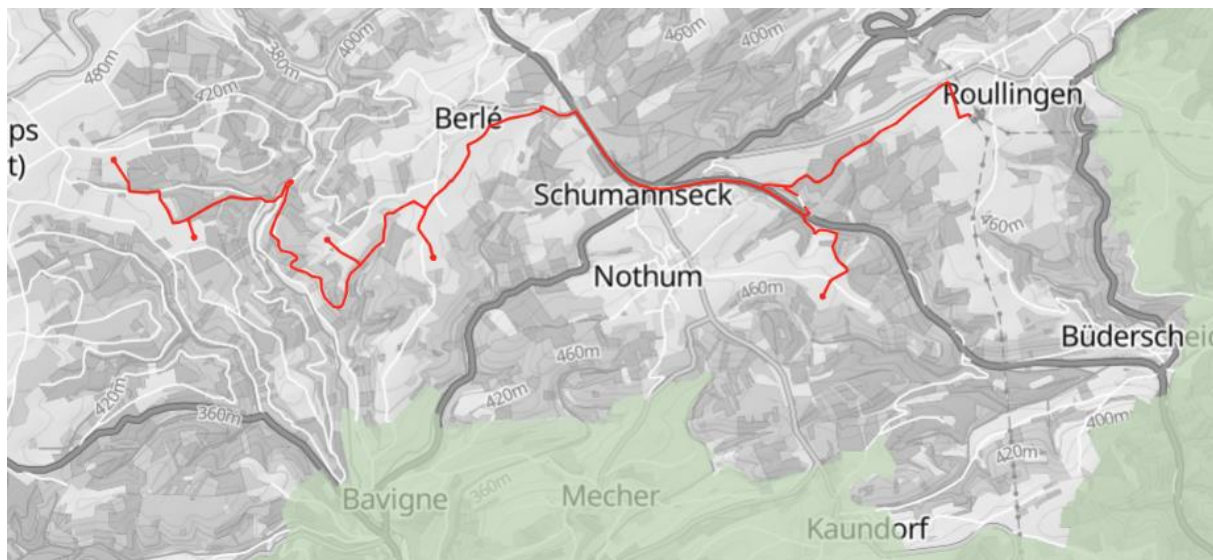 460m
400m
400m
380m
480m
420m
Roullingen
Berlé
ps
t)
Schumannseck
460m
Nothum
460m
Büderscheid
460m
420m
420m
360m
400m
420m
Bavigne
360m
Mecher
Kaundorf